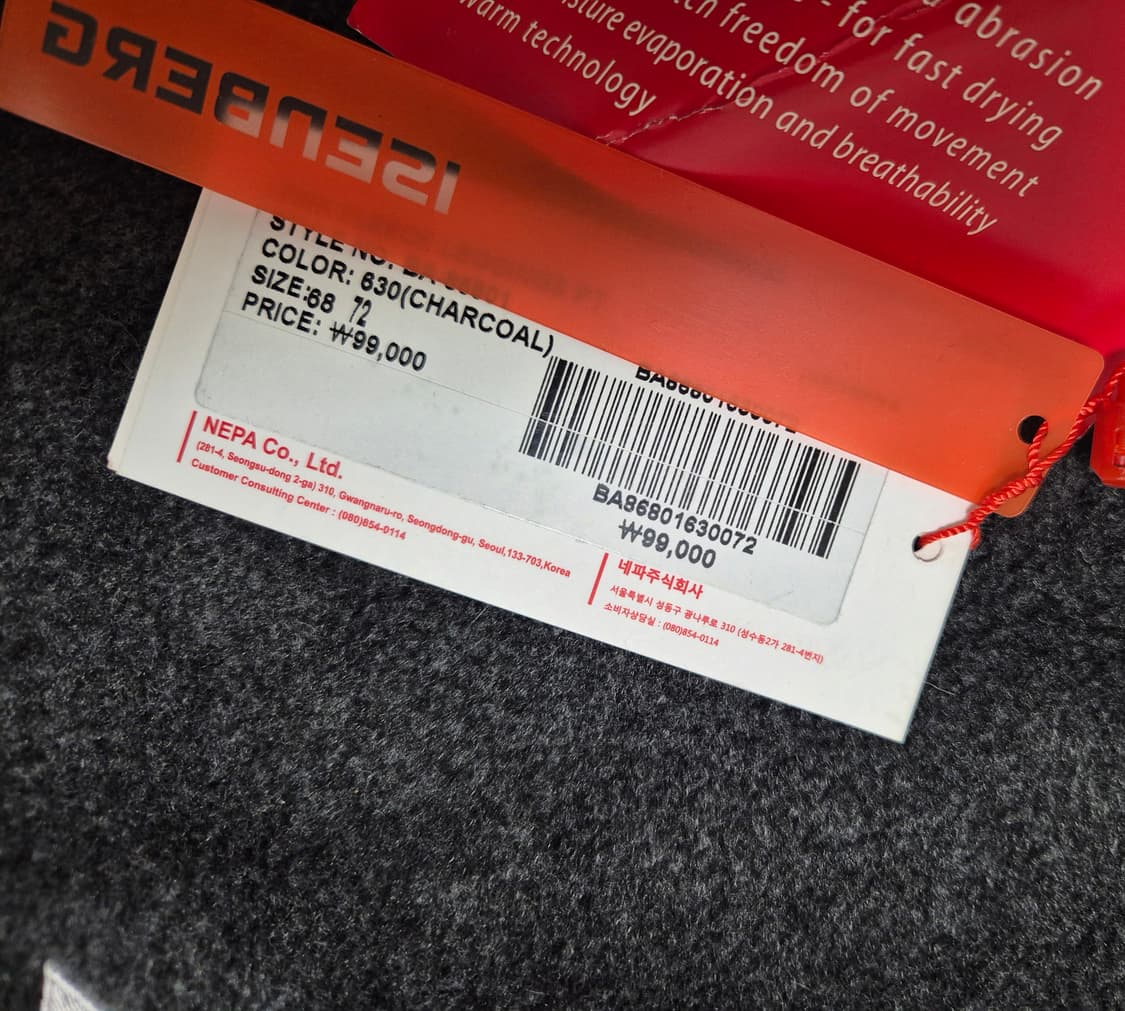 abrasion
- for fast drying
freedom of movement
evaporation and breathability
warm technology
ISENBERG
STYLE NO:
COLOR: 630(CHARCOAL)
SIZE:68 72
PRICE: ₩99,000
BA86801630072
₩99,000
NEPA Co., Ltd.
(281-4, Seongsu-dong 2-ga) 310, Gwangnaru-ro, Seongdong-gu, Seoul,133-703,Korea
Customer Consulting Center : (080)854-0114
네파주식회사
서울특별시 성동구 광나루로 310 (성수동2가 281-4번지)
소비자상담실 : (080)854-0114